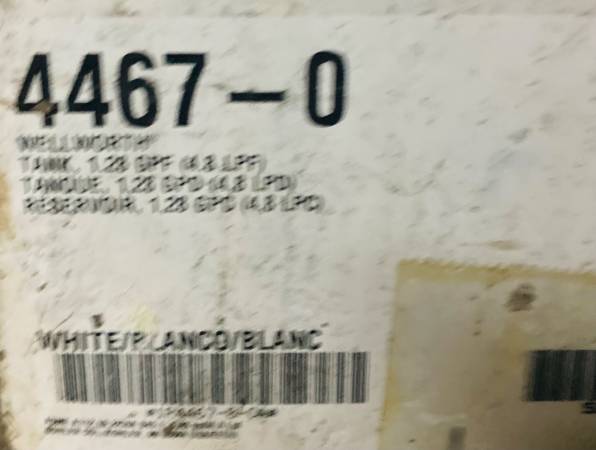 4467-0
WELLWORTH
TANK, 1.28 GPF (4.8 LPF)
TANQUE, 1,28 GPD (4,8 LPD)
RESERVOIR, 1,28 GPC (4,8 LPC)
WHITE/BLANCO/BLANC